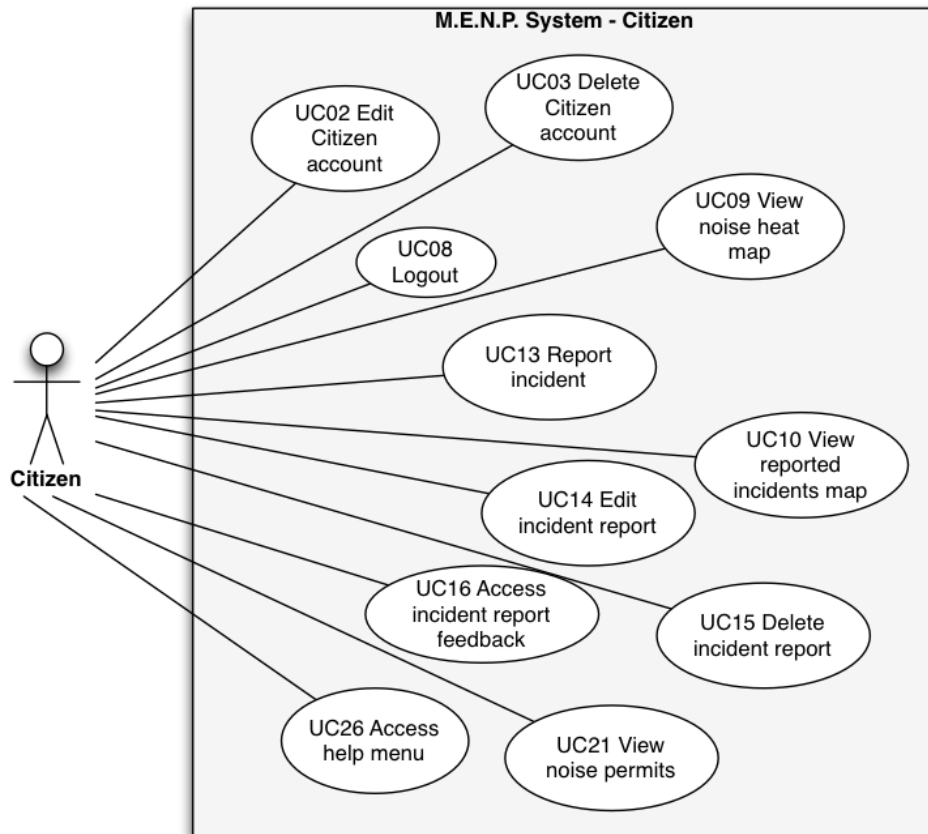 M.E.N.P. System - Citizen
UC03 Delete
Citizen
account
UC02 Edit
Citizen
account
UC09 View
noise heat
map
UC08
Logout
UC13 Report
incident
UC10 View
reported
incidents map
Citizen
UC14 Edit
incident report
UC16 Access
incident report
feedback
UC15 Delete
incident report
UC26 Access
help menu
UC21 View
noise permits